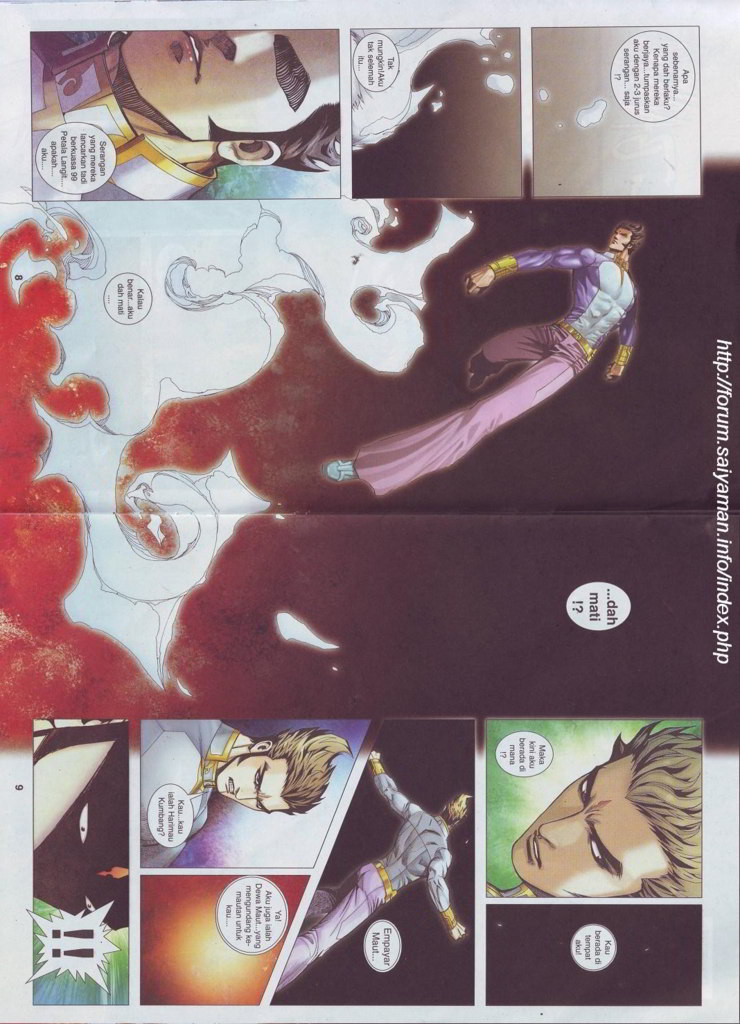 http://forum.saiyaman.info/index.php
Apa
sebenarnya...
yang dah berlaku?
Kenapa mereka
berjaya...tumpaskan
aku dengan 2-3 jurus
serangan... saja
Tak
mungkin!Aku
tak selemah
itu...
Serangan
yang mereka
lancarkan tadi
berkuasa 99
Petala Langit....
apakah....
aku....
Kalau
benar...aku
dah mati
....
...dah
mati
!?
8
Maka
kini aku
berada di
mana
!?
Kau
berada di
tempat
aku!
Empayar
Maut...
Kau...kau
ialah Harimau
Kumbang?
Ya!
Aku juga ialah
Dewa Maut...yang
mengundang ke-
mautan untuk
kau....
!!
9